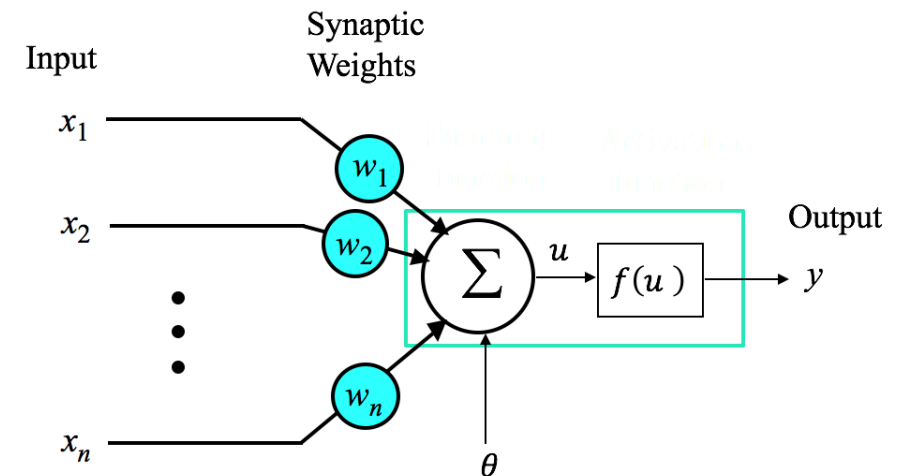 Synaptic
Weights
Input
x₁
w₁
x₂
w₂
Output
∑
u
f(u)
y
wₙ
xₙ
θ